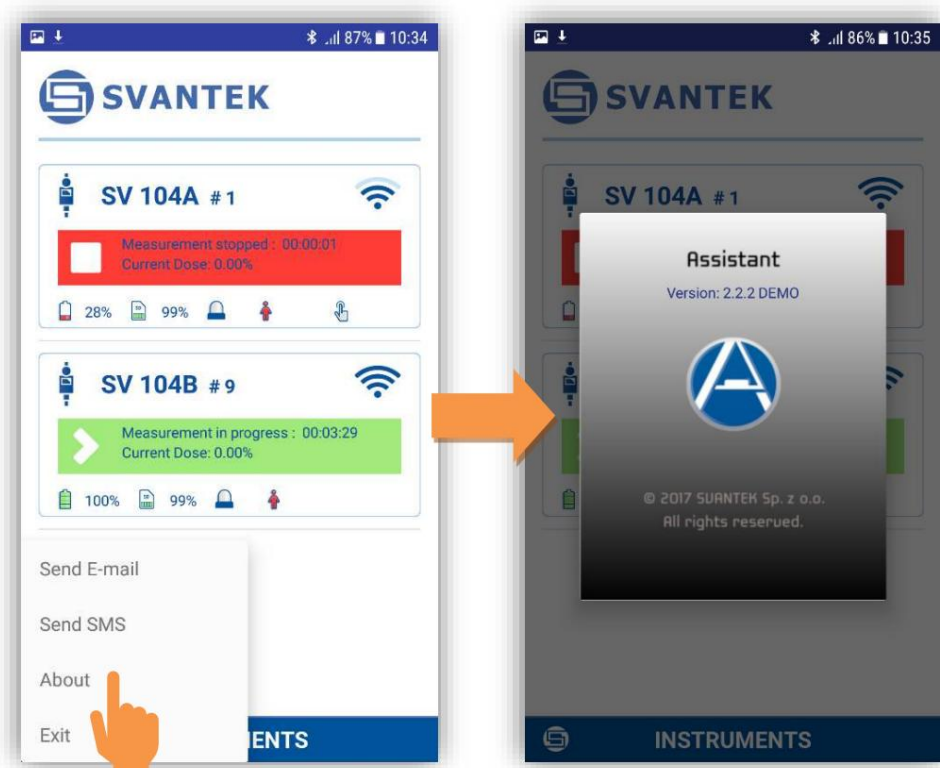 87% 10:34
SVANTEK
SV 104A # 1
Measurement stopped : 00:00:01
Current Dose: 0.00%
28% 99%
SV 104B # 9
Measurement in progress : 00:03:29
Current Dose: 0.00%
100% 99%
Send E-mail
Send SMS
About
Exit
ENTS
86% 10:35
SVANTEK
SV 104A # 1
Assistant
Version: 2.2.2 DEMO
© 2017 SVANTEK Sp. z o.o.
All rights reserved.
INSTRUMENTS